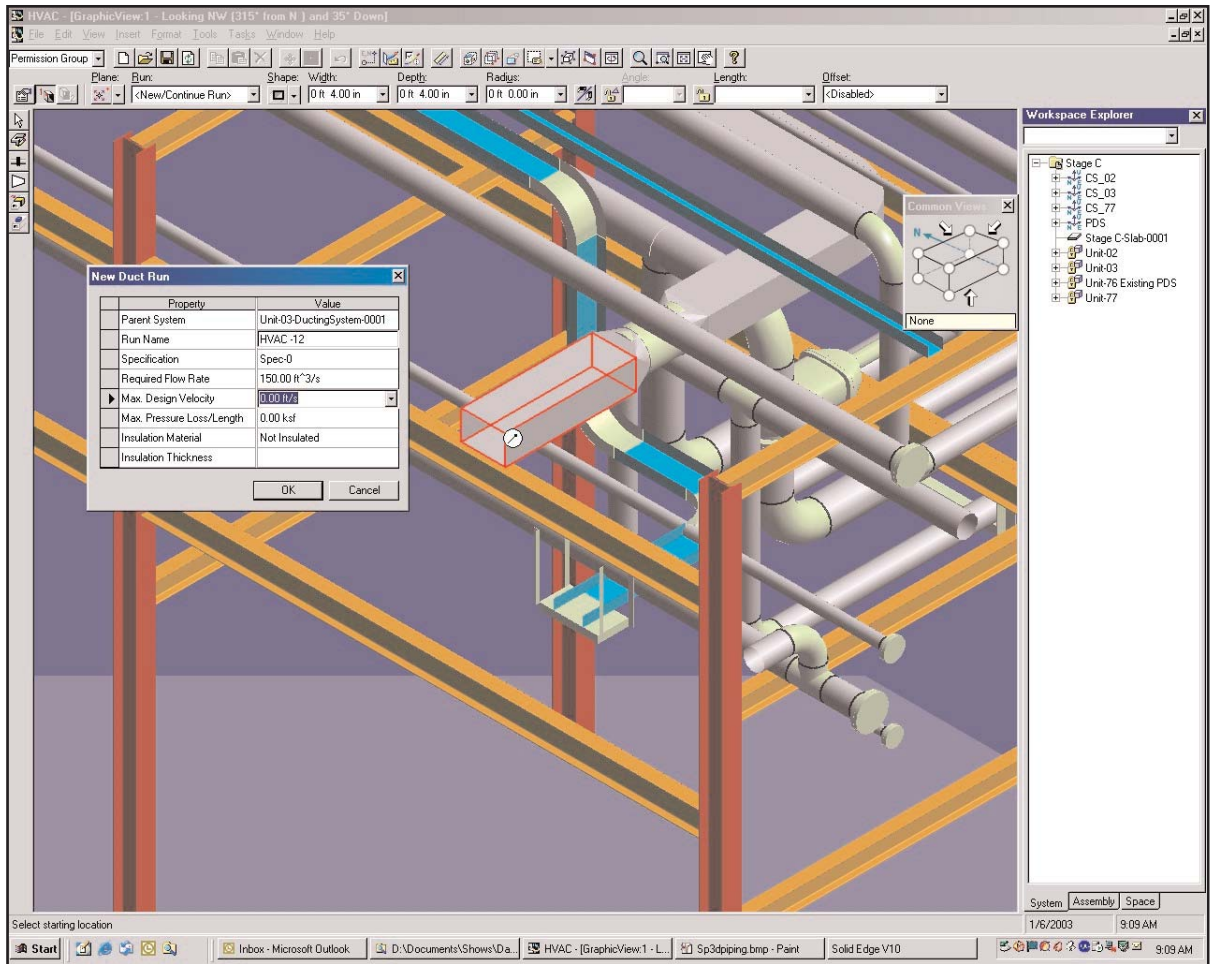 HVAC - [GraphicView:1 - Looking NW (315° from N ) and 35° Down]
File Edit View Insert Format Tools Tasks Window Help
Permission Group
Plane: Run: Shape: Width: Depth: Radius: Angle: Length: Offset:
<New/Continue Run> 0 ft 4.00 in 0 ft 4.00 in 0 ft 0.00 in <Disabled>
Workspace Explorer
Stage C
CS_02
CS_03
CS_77
PDS
Stage C-Slab-0001
Unit-02
Unit-03
Unit-76 Existing PDS
Unit-77
Common Views
N
None
New Duct Run
Property Value
Parent System Unit-03-DuctingSystem-0001
Run Name HVAC -12
Specification Spec-0
Required Flow Rate 150.00 ft^3/s
Max. Design Velocity 0.00 ft/s
Max. Pressure Loss/Length 0.00 ksf
Insulation Material Not Insulated
Insulation Thickness
OK Cancel
System Assembly Space
Select starting location 1/6/2003 9:09 AM
Start Inbox - Microsoft Outlook D:\Documents\Shows\Da... HVAC - [GraphicView:1 - L... Sp3dpiping.bmp - Paint Solid Edge V10 9:09 AM